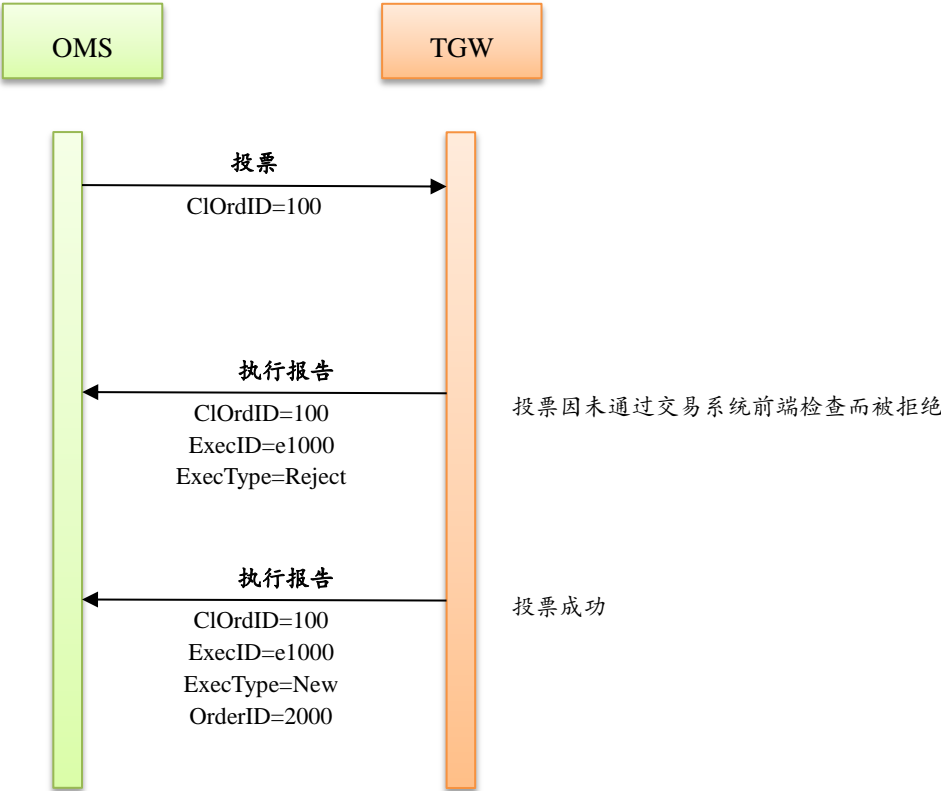 OMS
TGW
投票
ClOrdID=100
执行报告
ClOrdID=100
ExecID=e1000
ExecType=Reject
投票因未通过交易系统前端检查而被拒绝
执行报告
ClOrdID=100
ExecID=e1000
ExecType=New
OrderID=2000
投票成功